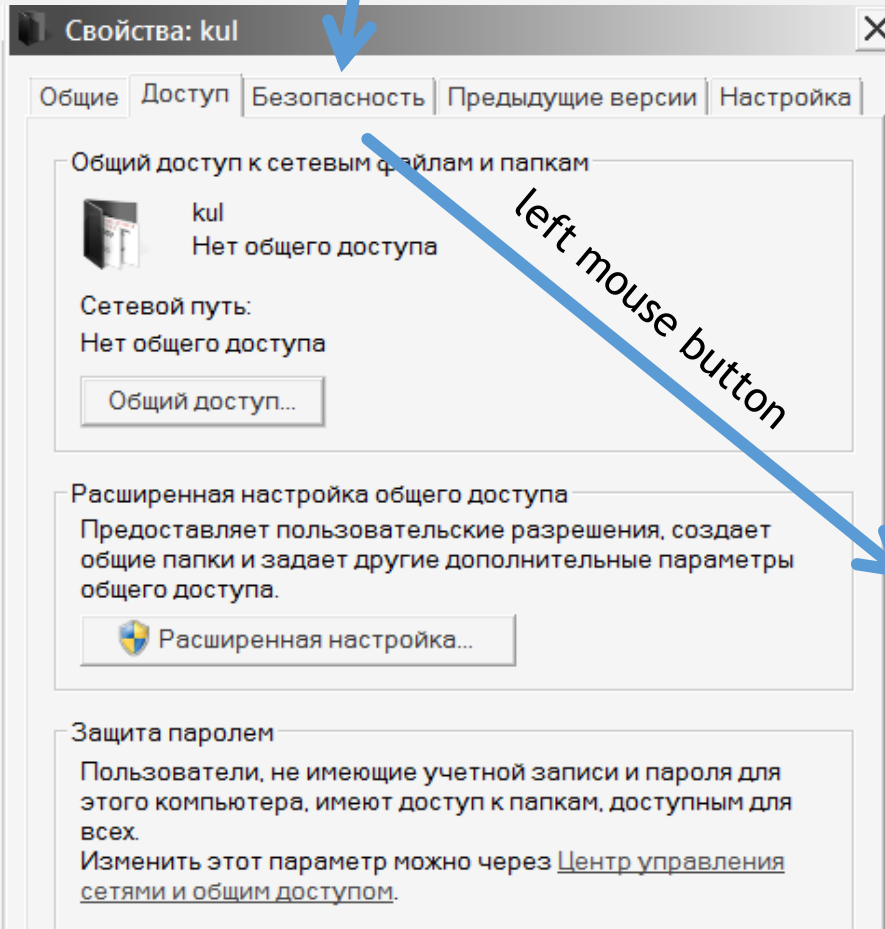 Свойства: kul
Общие Доступ Безопасность Предыдущие версии Настройка
Общий доступ к сетевым файлам и папкам
kul
Нет общего доступа
left mouse button
Сетевой путь:
Нет общего доступа
Общий доступ...
Расширенная настройка общего доступа
Предоставляет пользовательские разрешения, создает
общие папки и задает другие дополнительные параметры
общего доступа.
Расширенная настройка...
Защита паролем
Пользователи, не имеющие учетной записи и пароля для
этого компьютера, имеют доступ к папкам, доступным для
всех.
Изменить этот параметр можно через Центр управления
сетями и общим доступом.